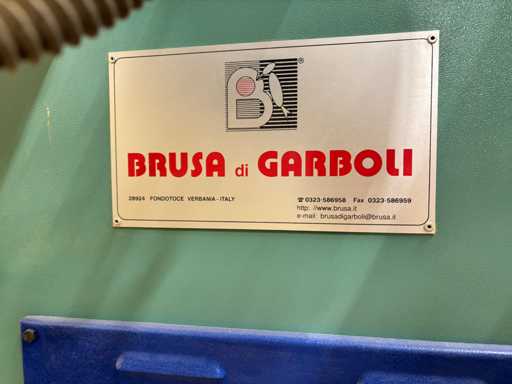 B
®
BRUSA di GARBOLI
28924 FONDOTOCE VERBANIA - ITALY
☎ 0323-586958 Fax 0323-586959
http: //www.brusa.it
e-mail: brusadigarboli@brusa.it